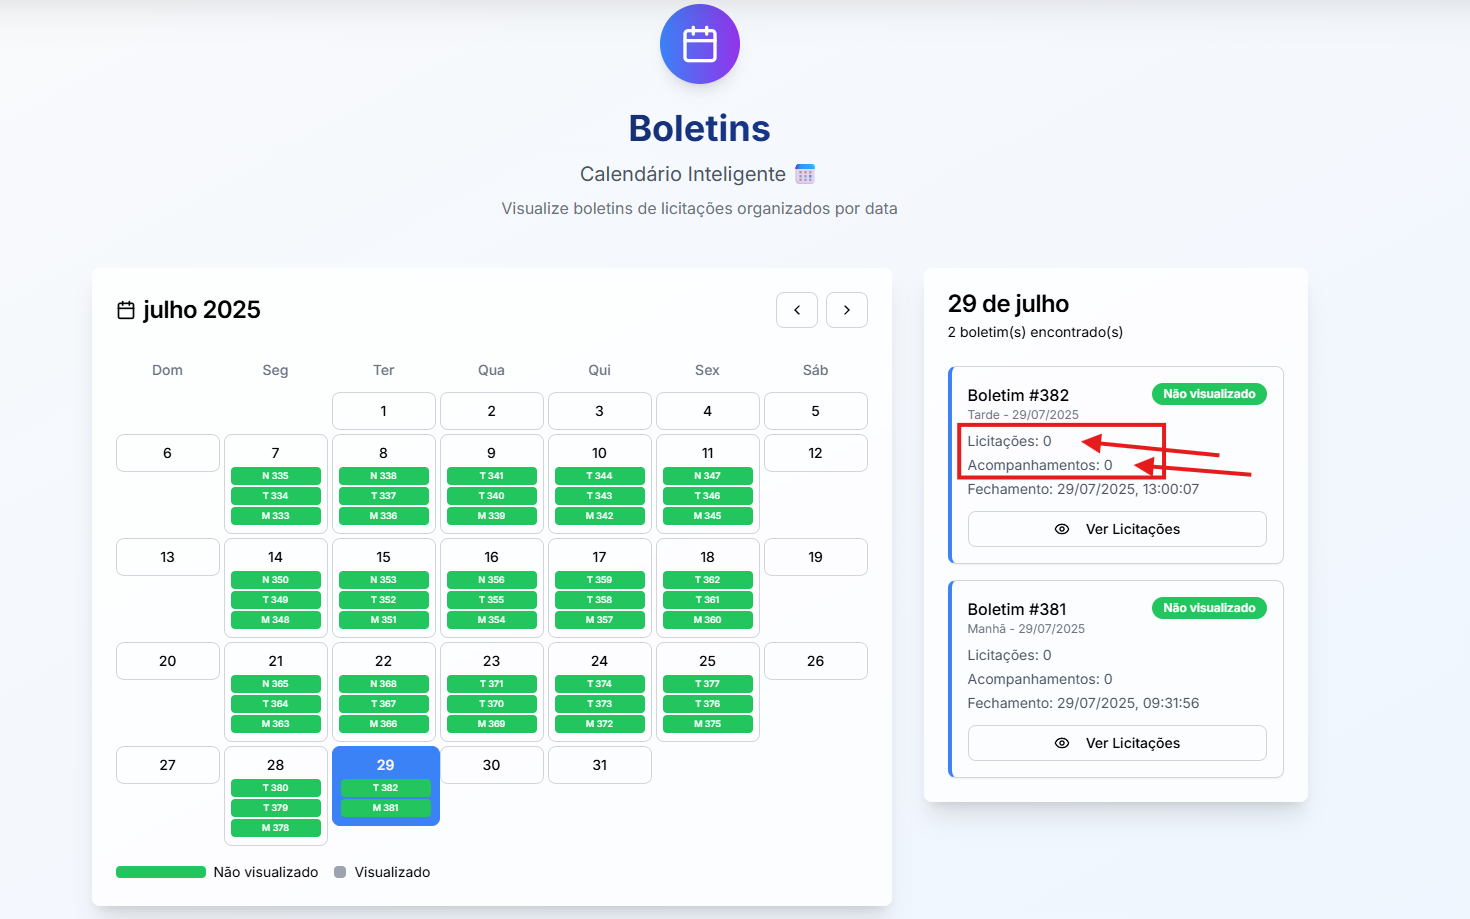 Boletins
Calendário Inteligente
Visualize boletins de licitações organizados por data
julho 2025
Dom Seg Ter Qua Qui Sex Sáb
1 2 3 4 5
6 7 8 9 10 11 12
N 335 N 338 T 341 T 344 N 347
T 334 T 337 T 340 T 343 T 346
M 333 M 336 M 339 M 342 M 345
13 14 15 16 17 18 19
N 350 N 353 N 356 T 359 T 362
T 349 T 352 T 355 T 358 T 361
M 348 M 351 M 354 M 357 M 360
20 21 22 23 24 25 26
N 365 N 368 T 371 T 374 T 377
T 364 T 367 T 370 T 373 T 376
M 363 M 366 M 369 M 372 M 375
27 28 29 30 31
T 380 T 382
T 379 M 381
M 378
Não visualizado Visualizado
29 de julho
2 boletim(s) encontrado(s)
Boletim #382 Não visualizado
Tarde - 29/07/2025
Licitações: 0
Acompanhamentos: 0
Fechamento: 29/07/2025, 13:00:07
Ver Licitações
Boletim #381 Não visualizado
Manhã - 29/07/2025
Licitações: 0
Acompanhamentos: 0
Fechamento: 29/07/2025, 09:31:56
Ver Licitações